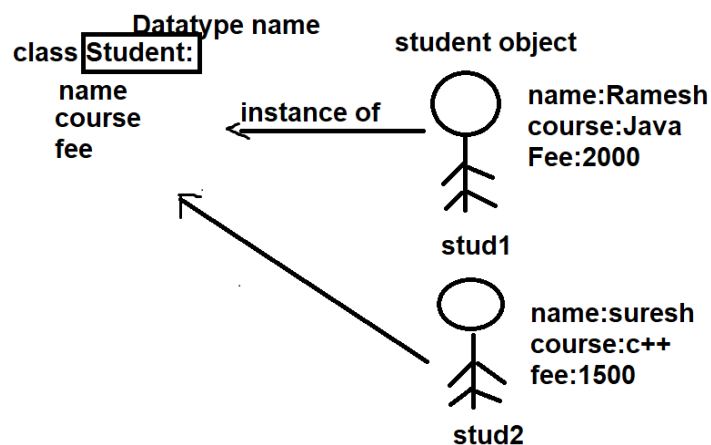 Datatype name
class Student:
name
course
fee
instance of
student object
name:Ramesh
course:Java
Fee:2000
stud1
name:suresh
course:c++
fee:1500
stud2